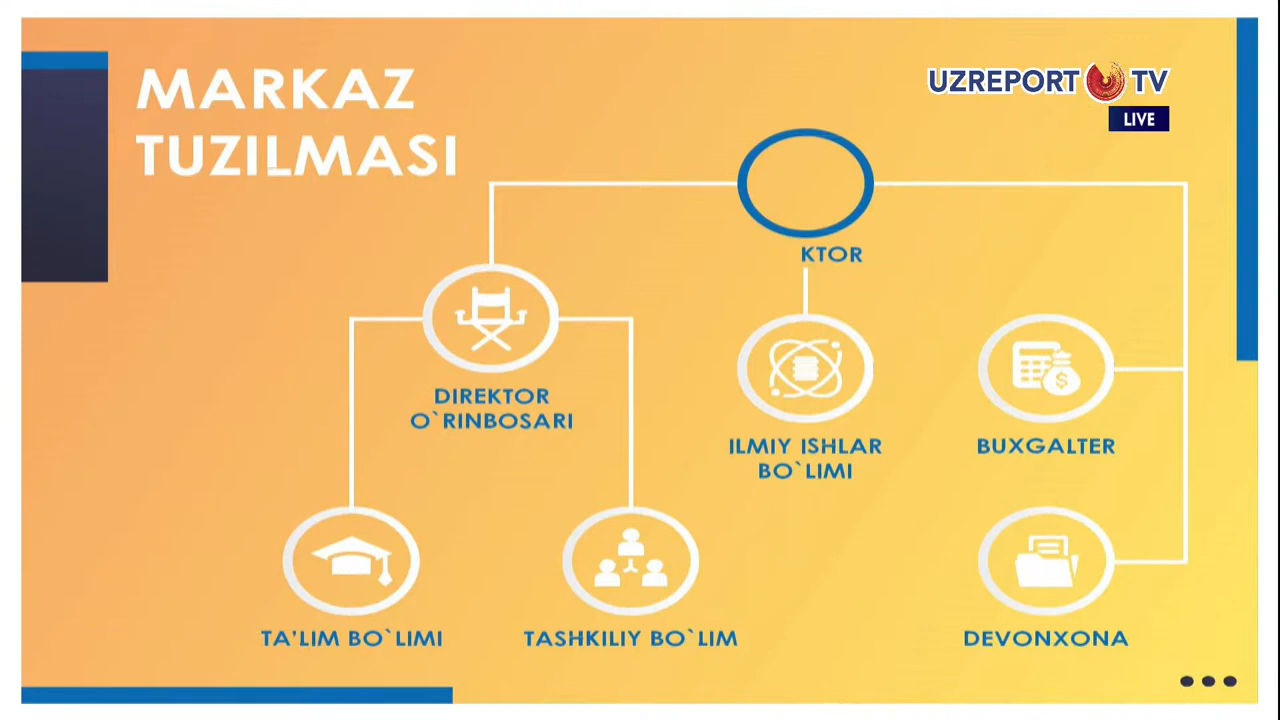 MARKAZ
TUZILMASI
UZREPORT TV
LIVE
KTOR
DIREKTOR
O`RINBOSARI
ILMIY ISHLAR
BO`LIMI
BUXGALTER
TA'LIM BO`LIMI
TASHKILIY BO`LIM
DEVONXONA